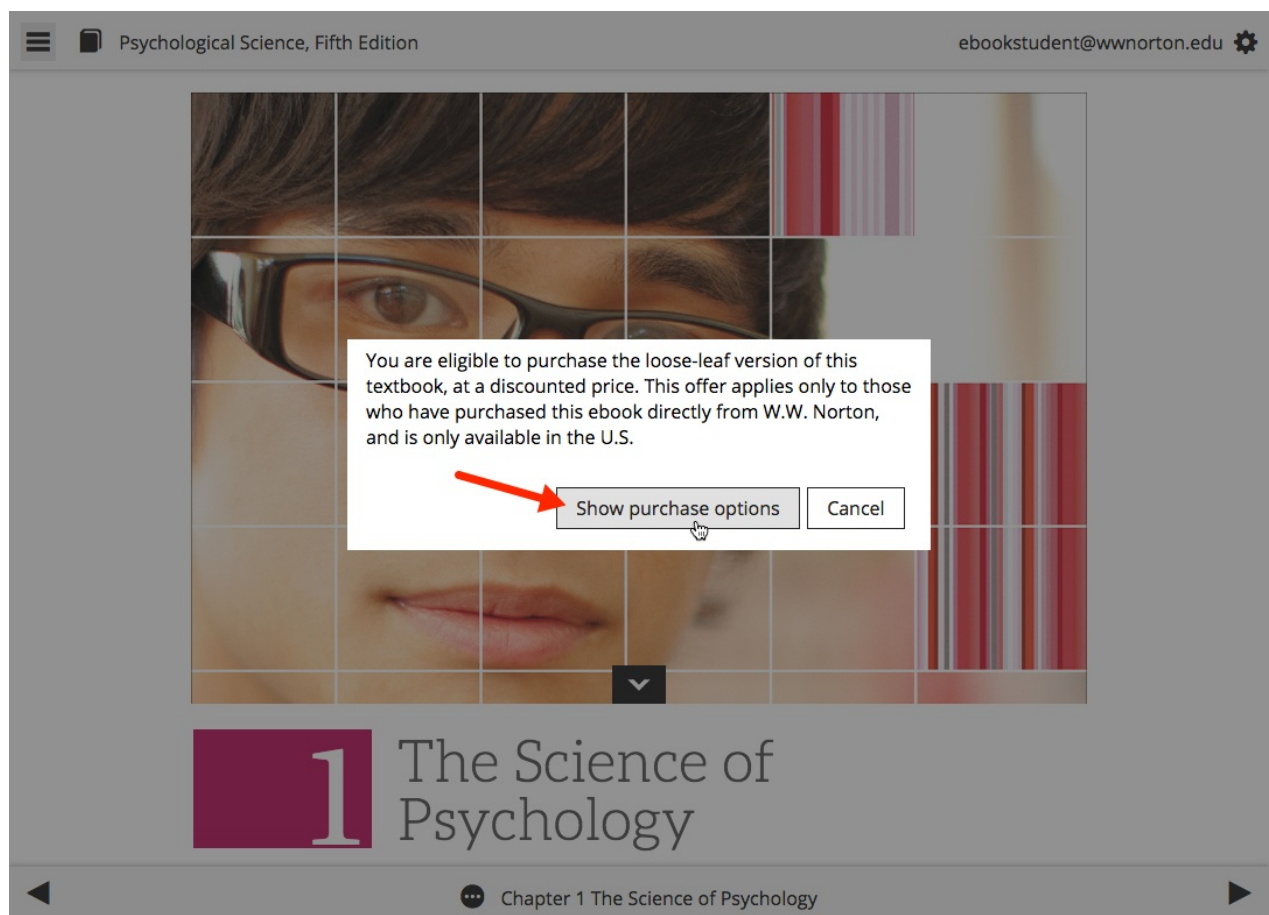 Psychological Science, Fifth Edition
ebookstudent@wwnorton.edu
You are eligible to purchase the loose-leaf version of this
textbook, at a discounted price. This offer applies only to those
who have purchased this ebook directly from W.W. Norton,
and is only available in the U.S.
Show purchase options
Cancel
1
The Science of
Psychology
Chapter 1 The Science of Psychology